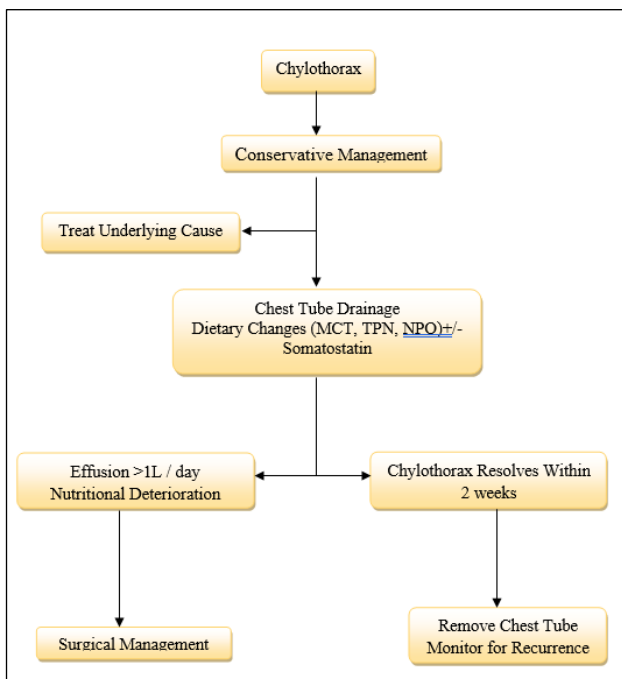 Chylothorax
Conservative Management
Treat Underlying Cause
Chest Tube Drainage
Dietary Changes (MCT, TPN, NPO)+/-
Somatostatin
Effusion >1L / day
Nutritional Deterioration
Chylothorax Resolves Within
2 weeks
Surgical Management
Remove Chest Tube
Monitor for Recurrence